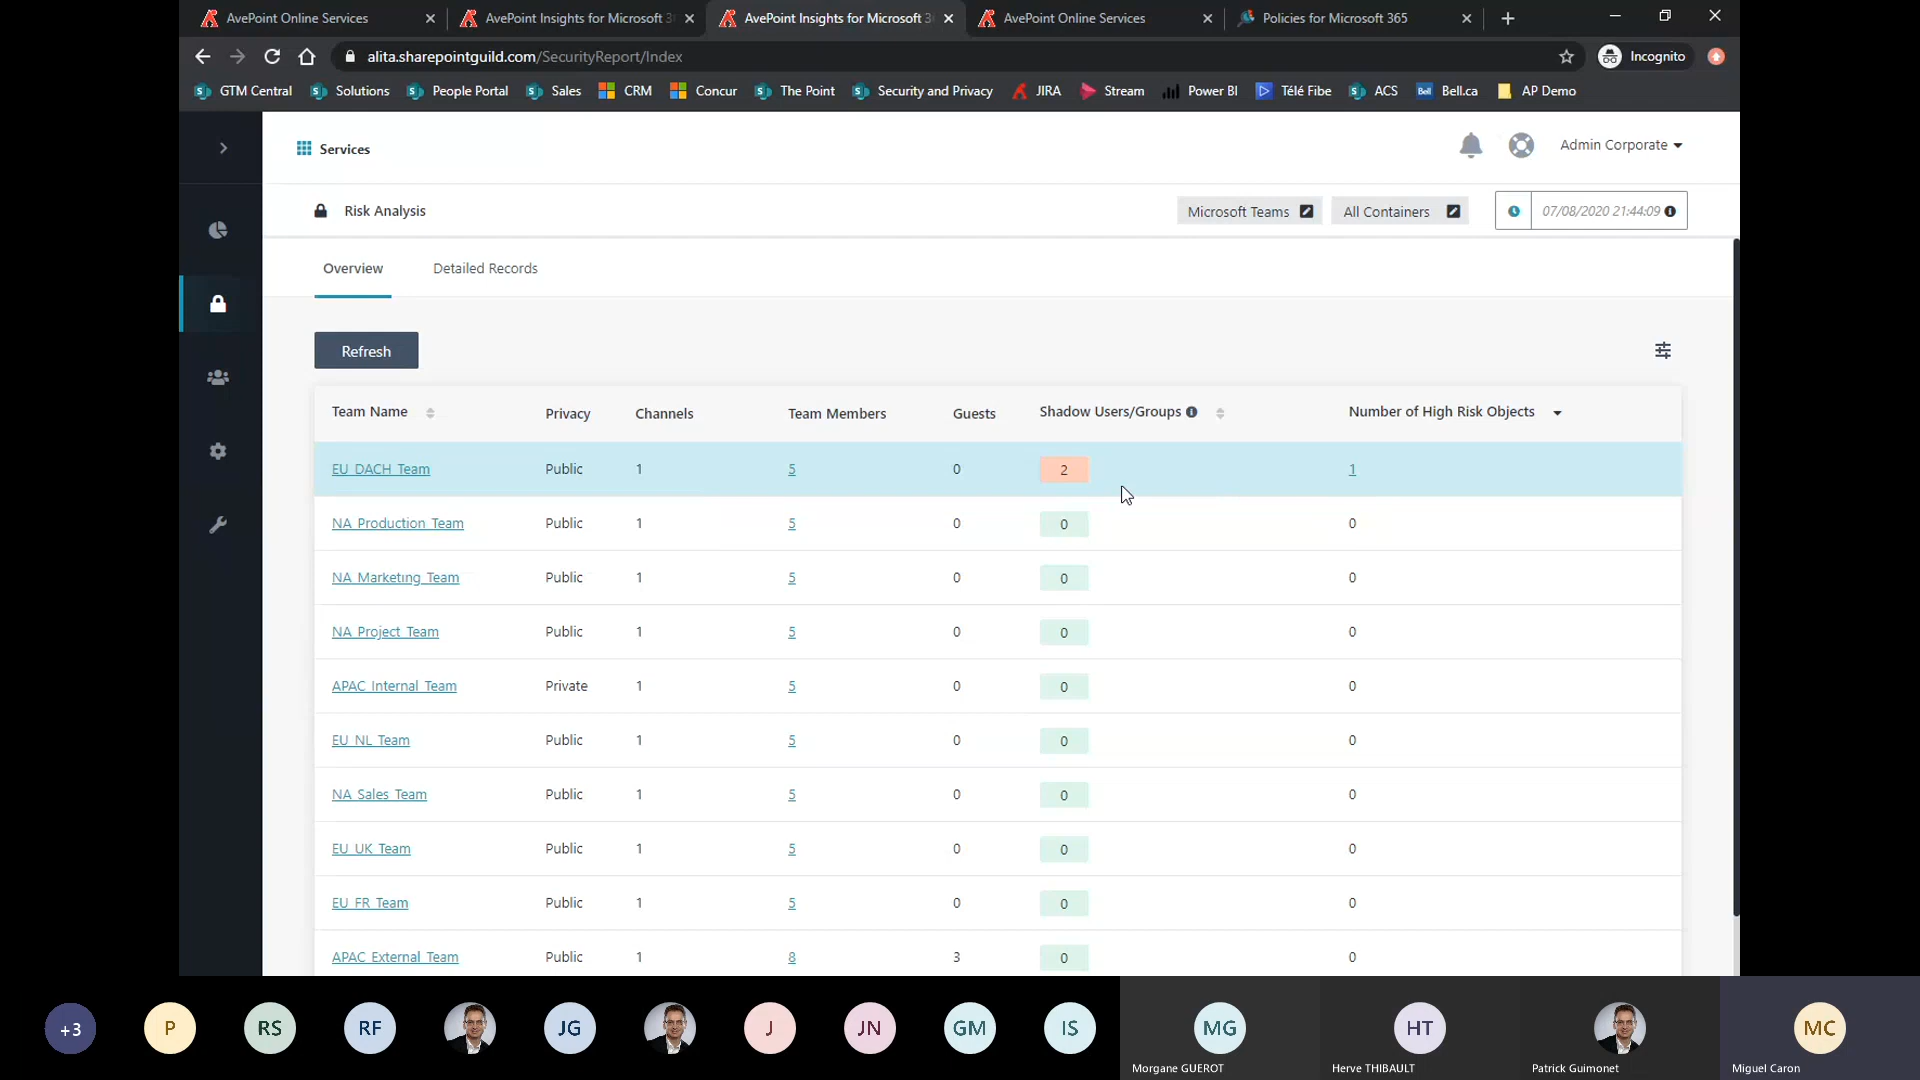 AvePoint Online Services
AvePoint Insights for Microsoft 3
AvePoint Insights for Microsoft 3
AvePoint Online Services
Policies for Microsoft 365
alita.sharepointguild.com/SecurityReport/Index
Incognito
GTM Central
Solutions
People Portal
Sales
CRM
Concur
The Point
Security and Privacy
JIRA
Stream
Power BI
Télé Fibe
ACS
Bell
Bell.ca
AP Demo
Services
Admin Corporate
Risk Analysis
Microsoft Teams
All Containers
07/08/2020 21:44:09
Overview
Detailed Records
Refresh
Team Name Privacy Channels Team Members Guests Shadow Users/Groups Number of High Risk Objects
EU_DACH_Team Public 1 5 0 2 1
NA_Production_Team Public 1 5 0 0 0
NA_Marketing_Team Public 1 5 0 0 0
NA_Project_Team Public 1 5 0 0 0
APAC_Internal_Team Private 1 5 0 0 0
EU_NL_Team Public 1 5 0 0 0
NA_Sales_Team Public 1 5 0 0 0
EU_UK_Team Public 1 5 0 0 0
EU_FR_Team Public 1 5 0 0 0
APAC_External_Team Public 1 8 3 0 0
+3
P
RS
RF
JG
J
JN
GM
IS
MG
HT
MC
Morgane GUEROT
Herve THIBAULT
Patrick Guimonet
Miguel Caron